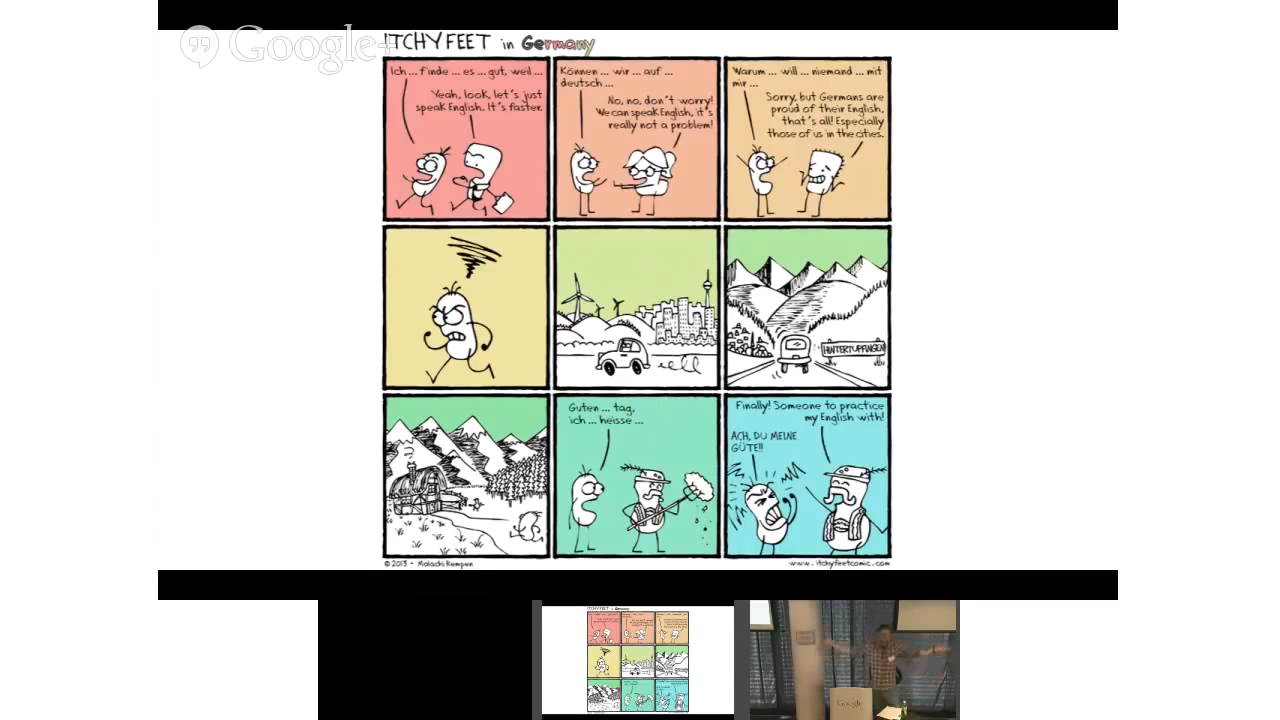 Google+
ITCHY FEET in Germany
Ich ... finde ... es ... gut, weil ...
Yeah, look, let's just
speak English. It's faster.
Können ... wir ... auf ...
deutsch ...
No, no, don't worry!
We can speak English, it's
really not a problem!
Warum ... will ... niemand ... mit
mir ...
Sorry, but Germans are
proud of their English,
that's all! Especially
those of us in the cities.
HINTERTUPFINGEN
Guten ... tag,
ich ... heisse ...
Finally! Someone to practice
my English with!
ACH, DU MEINE
GÜTE!!
© 2013 - Malachi Rempen
www.itchyfeetcomic.com
Google